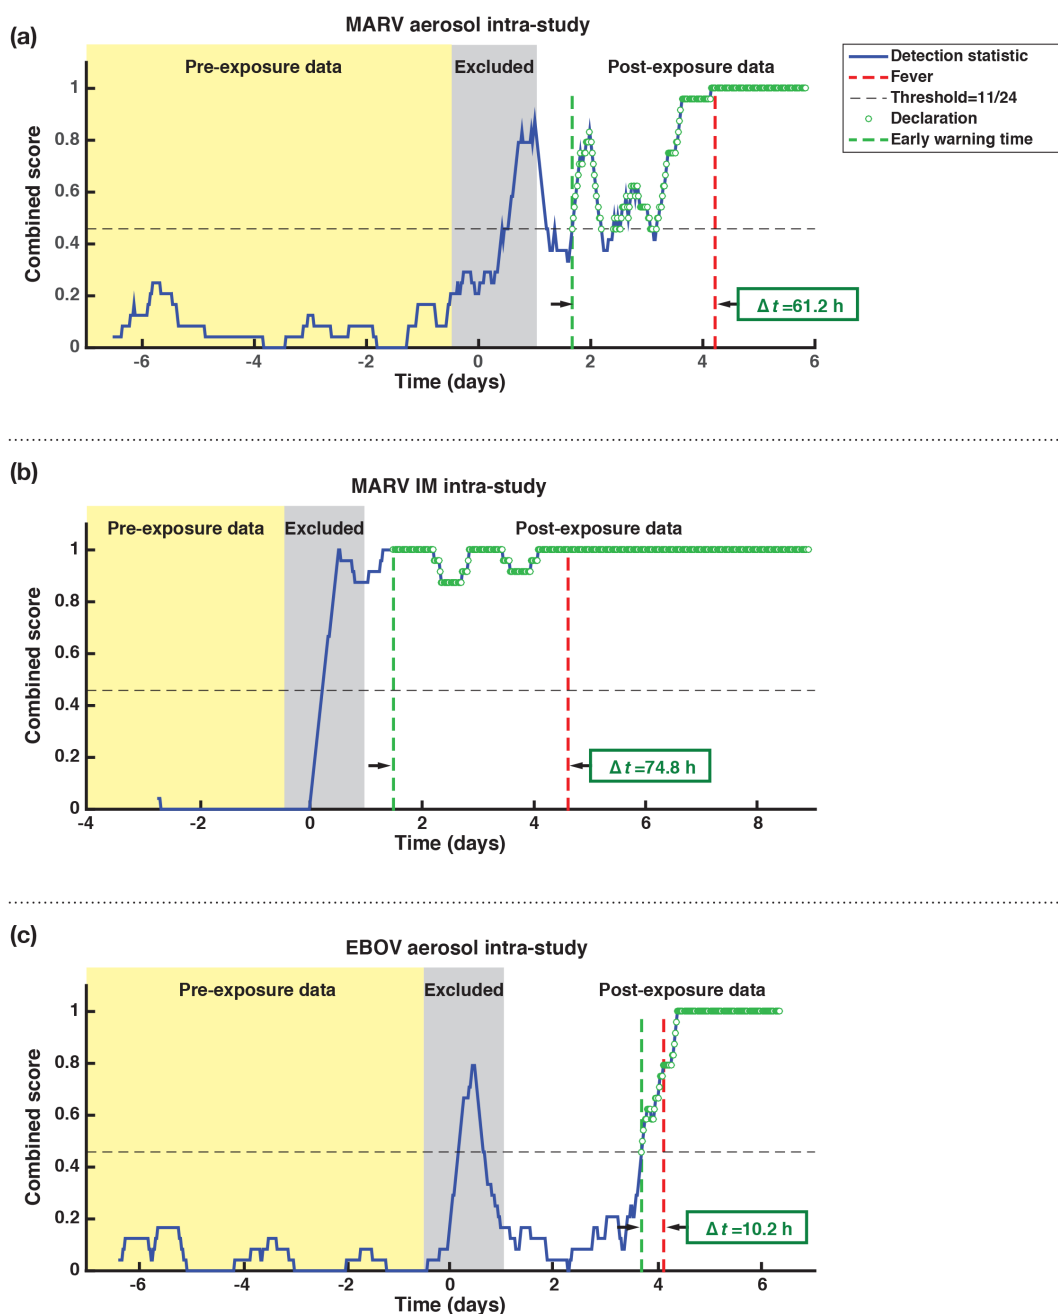 (a)
MARV aerosol intra-study
Pre-exposure data
Excluded
Post-exposure data
Detection statistic
Fever
Threshold=11/24
Declaration
Early warning time
Combined score
1
0.8
0.6
0.4
0.2
0
Δt=61.2 h
-6
-4
-2
0
2
4
6
Time (days)
(b)
MARV IM intra-study
Pre-exposure data
Excluded
Post-exposure data
Combined score
1
0.8
0.6
0.4
0.2
0
Δt=74.8 h
-4
-2
0
2
4
6
8
Time (days)
(c)
EBOV aerosol intra-study
Pre-exposure data
Excluded
Post-exposure data
Combined score
1
0.8
0.6
0.4
0.2
0
Δt=10.2 h
-6
-4
-2
0
2
4
6
Time (days)